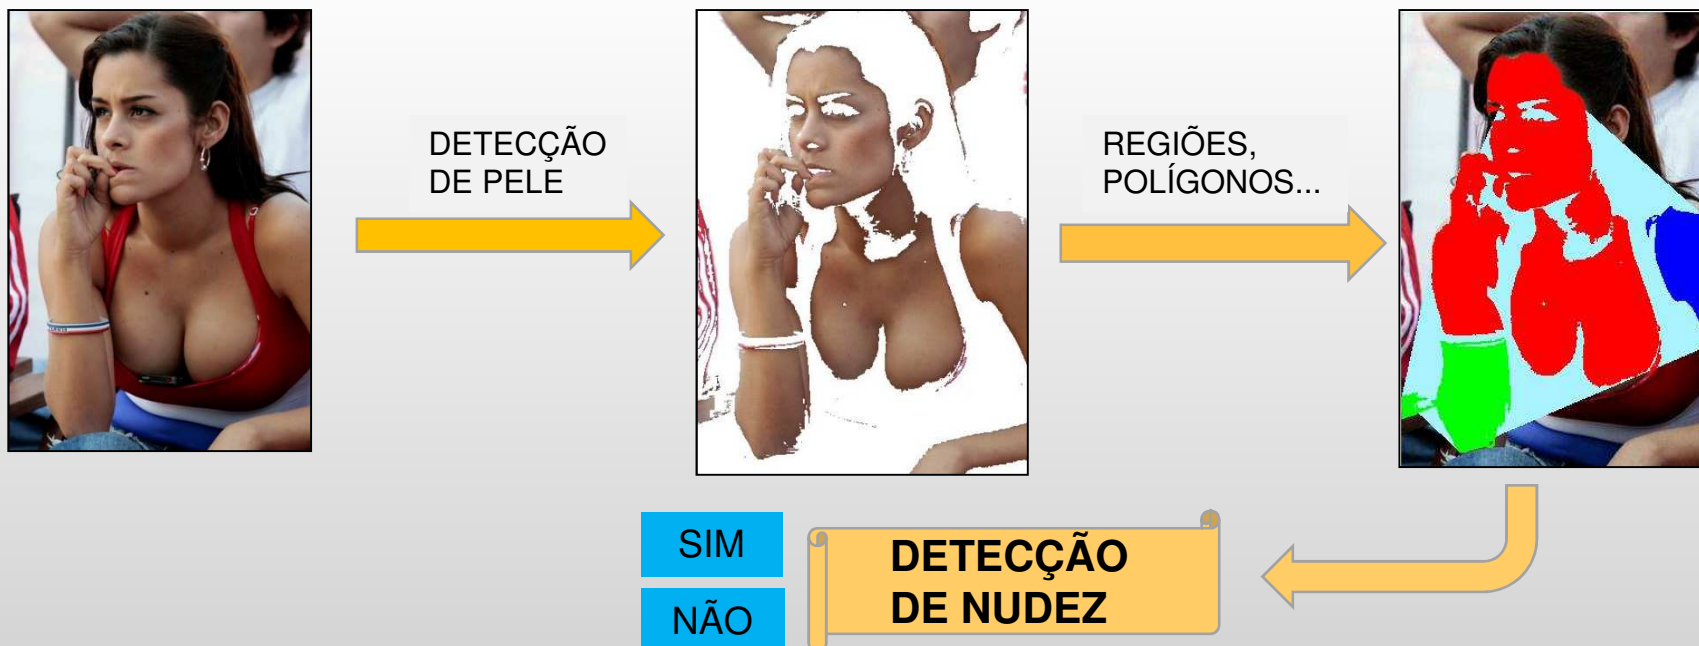 DETECÇÃO
DE PELE
REGIÕES,
POLÍGONOS...
SIM
NÃO
DETECÇÃO
DE NUDEZ